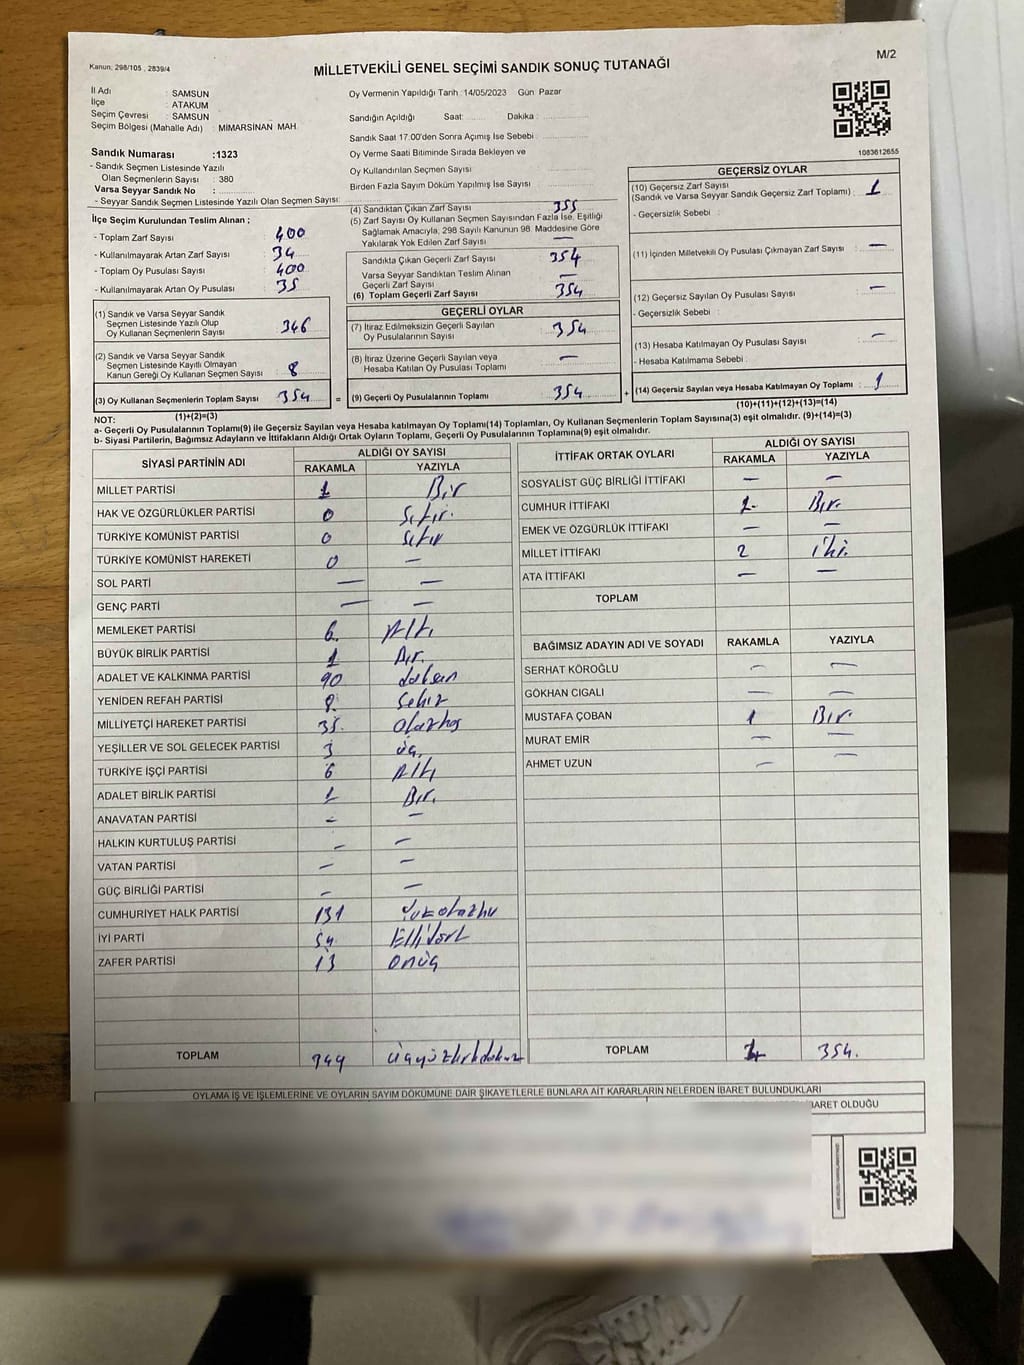 Kanun; 298/105 , 2839/4
MİLLETVEKİLİ GENEL SEÇİMİ SANDIK SONUÇ TUTANAĞI
M/2
İl Adı : SAMSUN
İlçe : ATAKUM
Seçim Çevresi : SAMSUN
Seçim Bölgesi (Mahalle Adı) : MİMARSİNAN MAH.
Sandık Numarası :1323
- Sandık Seçmen Listesinde Yazılı
Olan Seçmenlerin Sayısı : 380
Varsa Seyyar Sandık No :
- Seyyar Sandık Seçmen Listesinde Yazılı Olan Seçmen Sayısı:
Oy Vermenin Yapıldığı Tarih :14/05/2023 Gün Pazar
Sandığın Açıldığı Saat: Dakika :
Sandık Saat 17.00'den Sonra Açımış İse Sebebi :
Oy Verme Saati Bitiminde Sırada Bekleyen ve
Oy Kullandırılan Seçmen Sayısı :
Birden Fazla Sayım Döküm Yapılmış İse Sayısı :
1083612655
İlçe Seçim Kurulundan Teslim Alınan ;
- Toplam Zarf Sayısı : 400
- Kullanılmayarak Artan Zarf Sayısı : 34
- Toplam Oy Pusulası Sayısı : 400
- Kullanılmayarak Artan Oy Pusulası : 35
(1) Sandık ve Varsa Seyyar Sandık
Seçmen Listesinde Yazılı Olup
Oy Kullanan Seçmenlerin Sayısı : 346
(2) Sandık ve Varsa Seyyar Sandık
Seçmen Listesinde Kayıtlı Olmayan
Kanun Gereği Oy Kullanan Seçmen Sayısı : 8
(3) Oy Kullanan Seçmenlerin Toplam Sayısı : 354 =
(4) Sandıktan Çıkan Zarf Sayısı : 355
(5) Zarf Sayısı Oy Kullanan Seçmen Sayısından Fazla İse, Eşitliği
Sağlamak Amacıyla, 298 Sayılı Kanunun 98. Maddesine Göre
Yakılarak Yok Edilen Zarf Sayısı : —
Sandıkta Çıkan Geçerli Zarf Sayısı : 354
Varsa Seyyar Sandıktan Teslim Alınan
Geçerli Zarf Sayısı : —
(6) Toplam Geçerli Zarf Sayısı : 354
GEÇERLİ OYLAR
(7) İtiraz Edilmeksizin Geçerli Sayılan
Oy Pusulalarının Sayısı : 354
(8) İtiraz Üzerine Geçerli Sayılan veya
Hesaba Katılan Oy Pusulası Toplamı : —
(9) Geçerli Oy Pusulalarının Toplamı : 354 +
GEÇERSİZ OYLAR
(10) Geçersiz Zarf Sayısı
(Sandık ve Varsa Seyyar Sandık Geçersiz Zarf Toplamı) : 1
- Geçersizlik Sebebi :
(11) İçinden Milletvekili Oy Pusulası Çıkmayan Zarf Sayısı : —
(12) Geçersiz Sayılan Oy Pusulası Sayısı : —
- Geçersizlik Sebebi :
(13) Hesaba Katılmayan Oy Pusulası Sayısı : —
- Hesaba Katılmama Sebebi :
(14) Geçersiz Sayılan veya Hesaba Katılmayan Oy Toplamı : 1
NOT: (1)+(2)=(3)
(10)+(11)+(12)+(13)=(14)
a- Geçerli Oy Pusulalarının Toplamı(9) ile Geçersiz Sayılan veya Hesaba katılmayan Oy Toplamı(14) Toplamları, Oy Kullanan Seçmenlerin Toplam Sayısına(3) eşit olmalıdır. (9)+(14)=(3)
b- Siyasi Partilerin, Bağımsız Adayların ve İttifakların Aldığı Ortak Oyların Toplamı, Geçerli Oy Pusulalarının Toplamına(9) eşit olmalıdır.
SİYASİ PARTİNİN ADI ALDIĞI OY SAYISI
RAKAMLA YAZIYLA
MİLLET PARTİSİ 1 Bir
HAK VE ÖZGÜRLÜKLER PARTİSİ 0 Sıfır.
TÜRKİYE KOMÜNİST PARTİSİ 0 Sıfır
TÜRKİYE KOMÜNİST HAREKETİ 0 —
SOL PARTİ — —
GENÇ PARTİ — —
MEMLEKET PARTİSİ 6 Altı
BÜYÜK BİRLİK PARTİSİ 1 Bir.
ADALET VE KALKINMA PARTİSİ 90 doksan
YENİDEN REFAH PARTİSİ 8 Sekiz
MİLLİYETÇİ HAREKET PARTİSİ 35. Otuzbeş
YEŞİLLER VE SOL GELECEK PARTİSİ 3 üç
TÜRKİYE İŞÇİ PARTİSİ 6 Altı
ADALET BİRLİK PARTİSİ 1 Bir.
ANAVATAN PARTİSİ — —
HALKIN KURTULUŞ PARTİSİ — —
VATAN PARTİSİ — —
GÜÇ BİRLİĞİ PARTİSİ — —
CUMHURİYET HALK PARTİSİ 131
İYİ PARTİ 54 Ellidört
ZAFER PARTİSİ 13 onüç
TOPLAM 349 üçyüzkırkdokuz
İTTİFAK ORTAK OYLARI ALDIĞI OY SAYISI
RAKAMLA YAZIYLA
SOSYALİST GÜÇ BİRLİĞİ İTTİFAKI — —
CUMHUR İTTİFAKI 1 Bir.
EMEK VE ÖZGÜRLÜK İTTİFAKI — —
MİLLET İTTİFAKI 2 iki.
ATA İTTİFAKI — —
TOPLAM
BAĞIMSIZ ADAYIN ADI VE SOYADI RAKAMLA YAZIYLA
SERHAT KÖROĞLU — —
GÖKHAN CIGALI — —
MUSTAFA ÇOBAN 1 Bir.
MURAT EMİR — —
AHMET UZUN — —
TOPLAM 354.
OYLAMA İŞ VE İŞLEMLERİNE VE OYLARIN SAYIM DÖKÜMÜNE DAİR ŞİKAYETLERLE BUNLARA AİT KARARLARIN NELERDEN İBARET BULUNDUKLARI
İBARET OLDUĞU